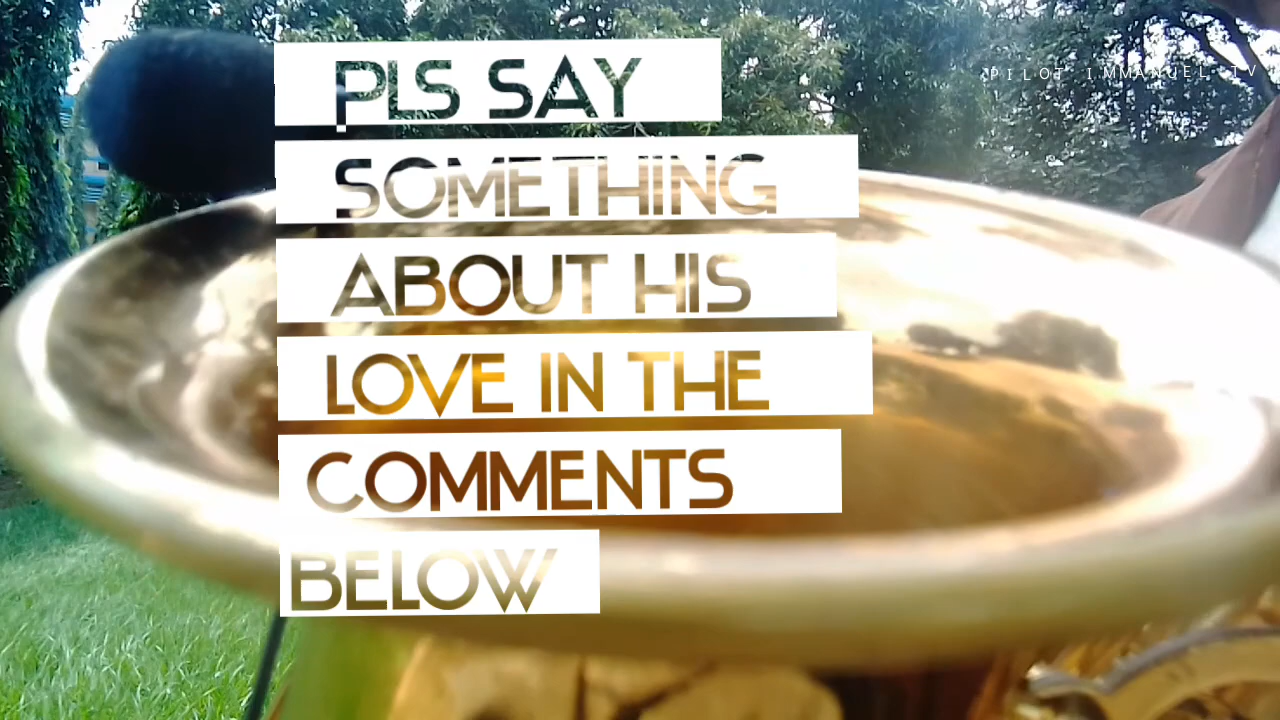 PILOT IMMANUEL TV
PLS SAY
SOMETHING
ABOUT HIS
LOVE IN THE
COMMENTS
BELOW